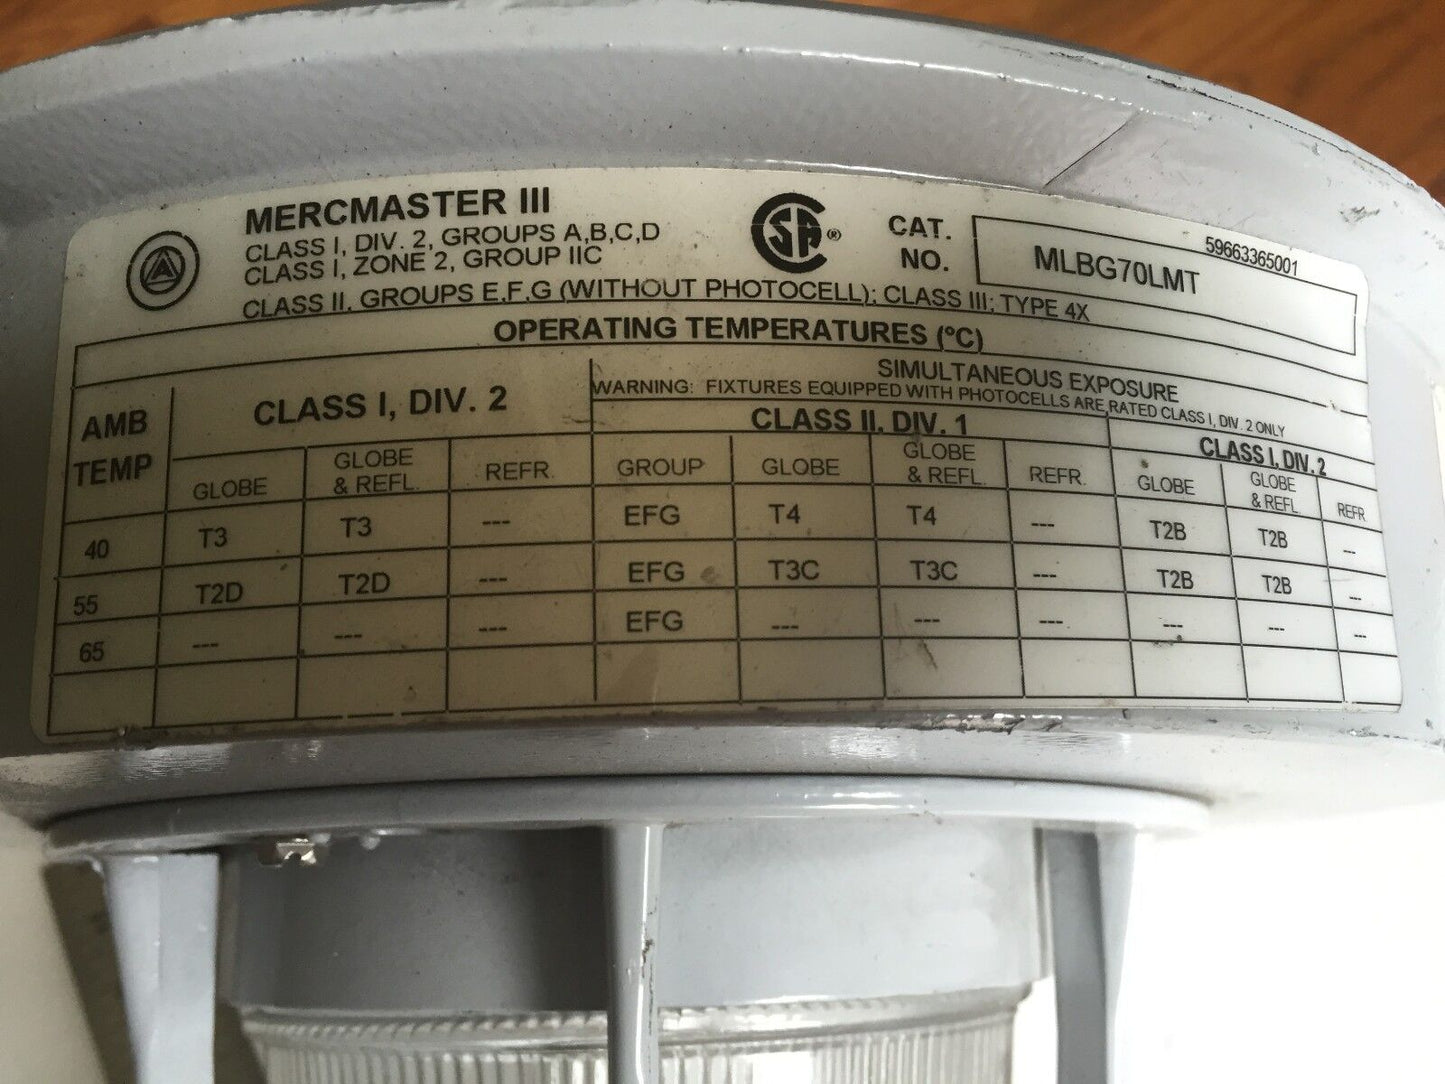 MERCMASTER III
CLASS I, DIV. 2, GROUPS A,B,C,D
CLASS I, ZONE 2, GROUP IIC
CLASS II, GROUPS E,F,G (WITHOUT PHOTOCELL); CLASS III; TYPE 4X
A
CSA ®
CAT. NO.
59663365001
MLBG70LMT
OPERATING TEMPERATURES (°C)
AMB TEMP
CLASS I, DIV. 2
SIMULTANEOUS EXPOSURE
WARNING: FIXTURES EQUIPPED WITH PHOTOCELLS ARE RATED CLASS I, DIV. 2 ONLY
CLASS II, DIV. 1
CLASS I, DIV. 2
GLOBE GLOBE & REFL. REFR. GROUP GLOBE GLOBE & REFL. REFR. GLOBE GLOBE & REFL. REFR
40 T3 T3 --- EFG T4 T4 --- T2B T2B ---
55 T2D T2D --- EFG T3C T3C --- T2B T2B ---
65 --- --- --- EFG --- --- --- --- --- ---